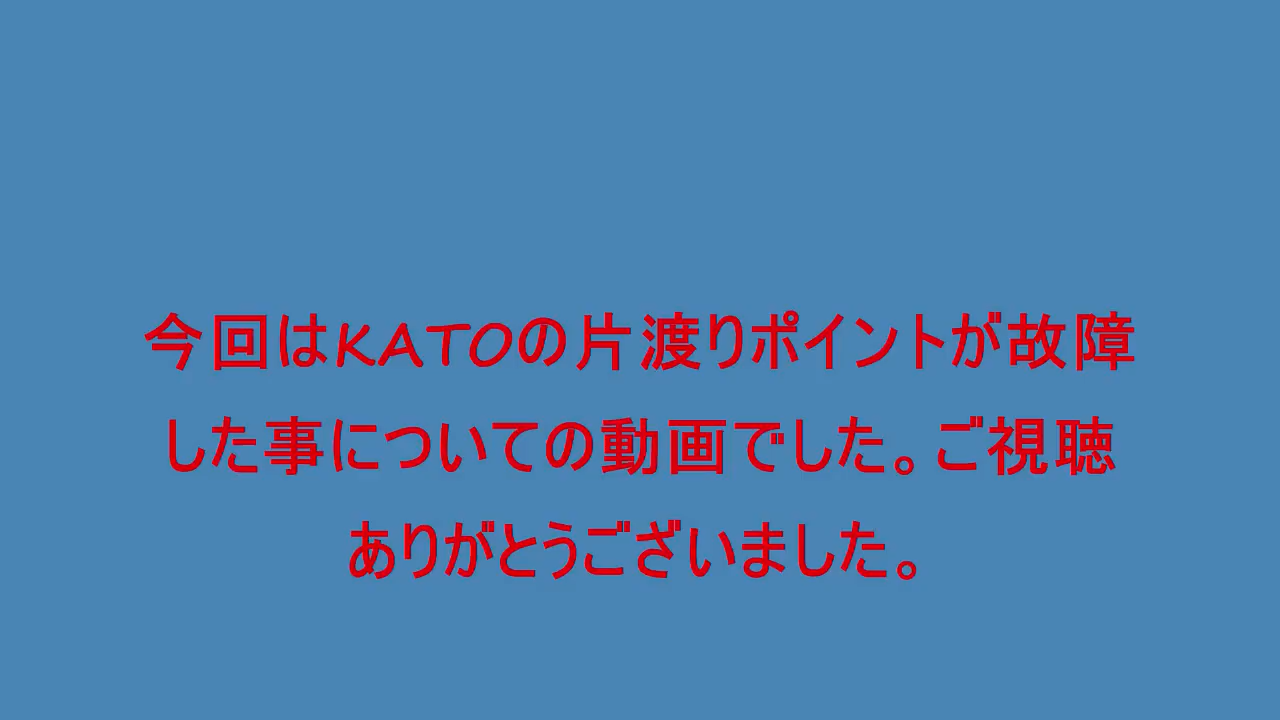 今回はKATOの片渡りポイントが故障
した事についての動画でした。ご視聴
ありがとうございました。